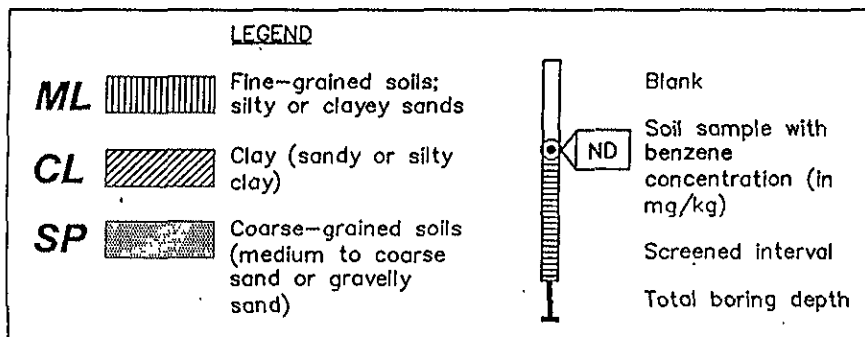 LEGEND
ML
Fine-grained soils;
silty or clayey sands
CL
Clay (sandy or silty
clay)
SP
Coarse-grained soils
(medium to coarse
sand or gravelly
sand)
Blank
ND
Soil sample with
benzene
concentration (in
mg/kg)
Screened interval
Total boring depth